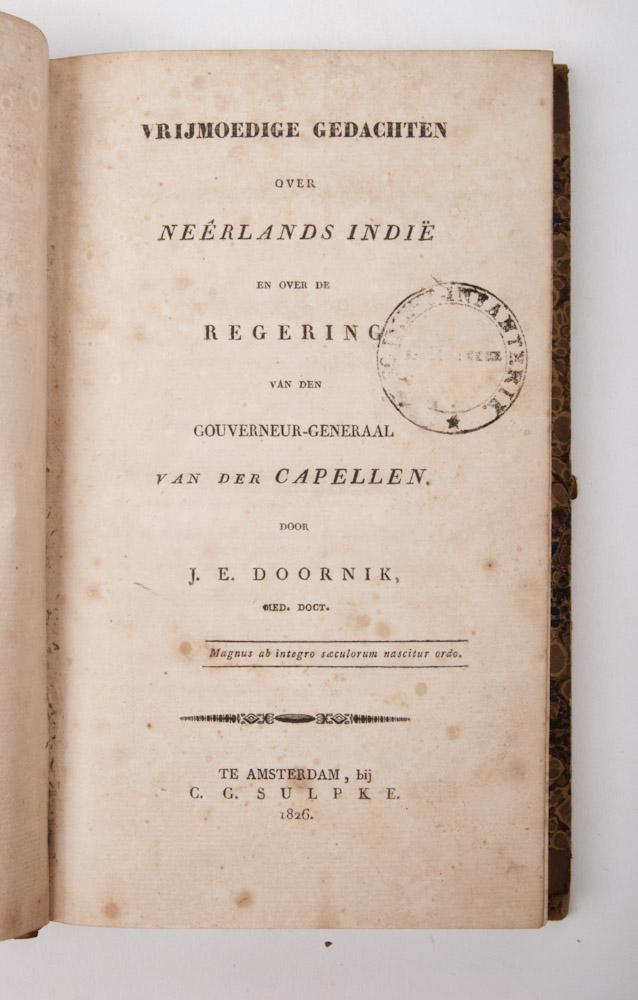 VRIJMOEDIGE GEDACHTEN
OVER
NEÊRLANDS INDIË
EN OVER DE
REGERING
VAN DEN
GOUVERNEUR-GENERAAL
VAN DER CAPELLEN.
DOOR
J. E. DOORNIK,
MED. DOCT.
Magnus ab integro sæculorum nascitur ordo.
TE AMSTERDAM, bij
C. G. SULPKE.
1826.
INFANTERIE